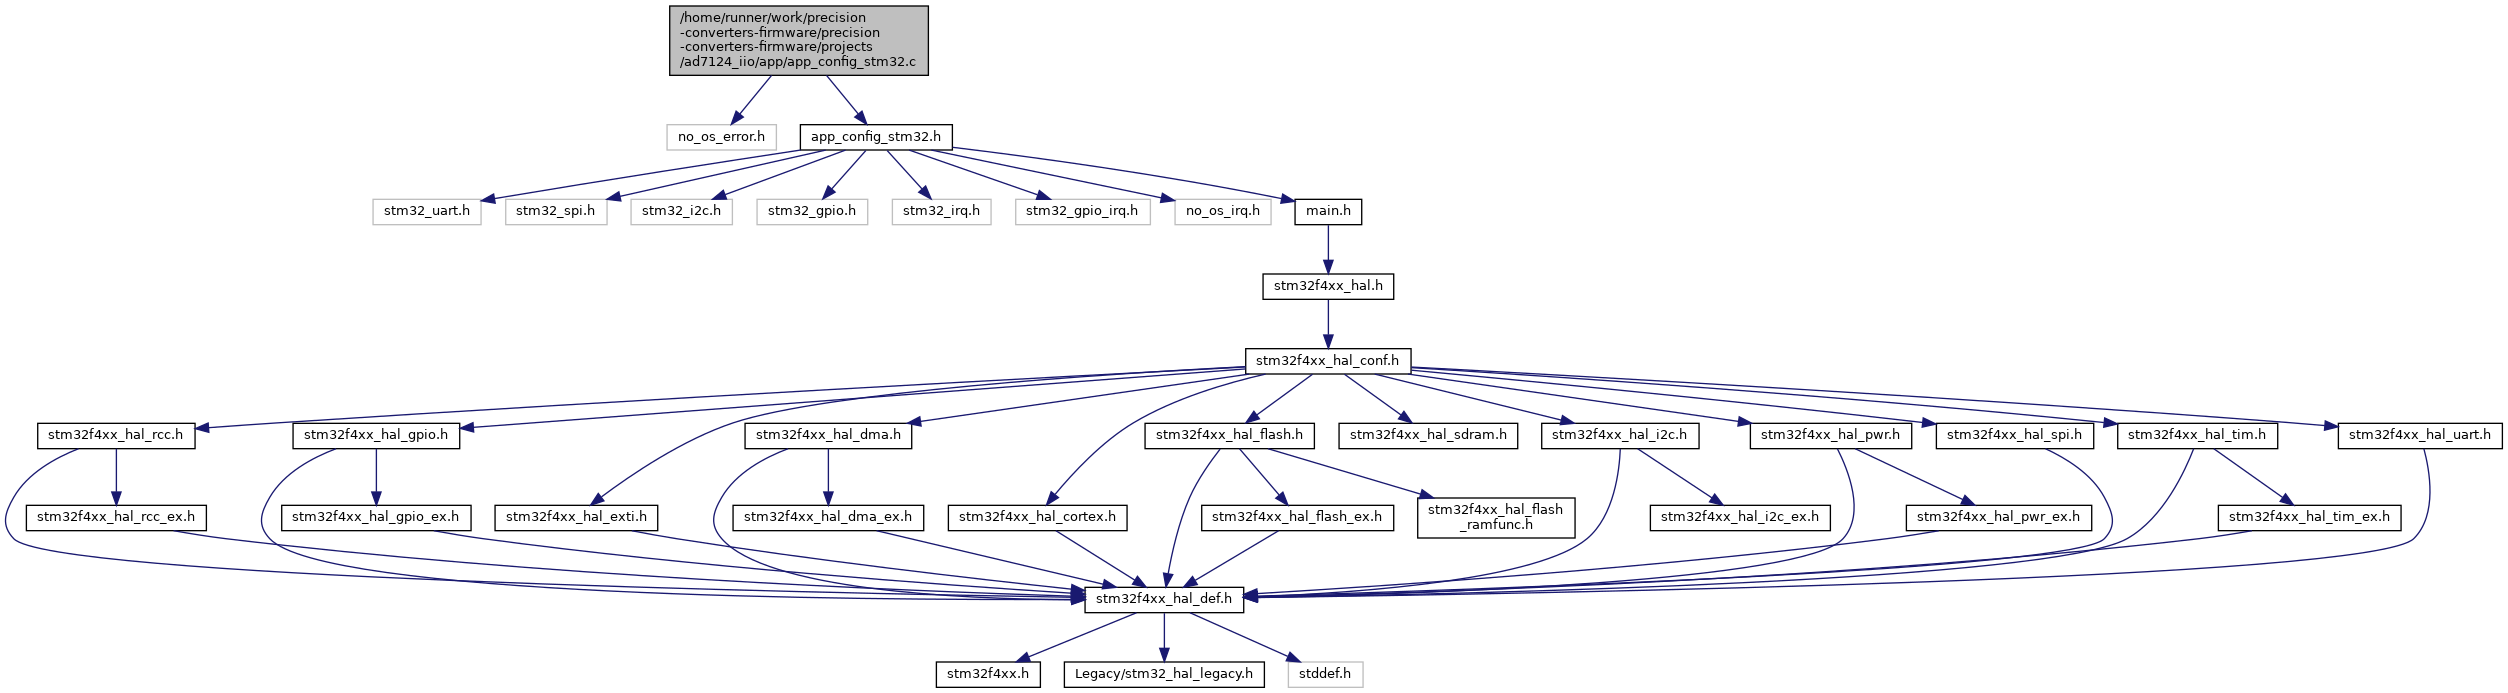 /home/runner/work/precision
-converters-firmware/precision
-converters-firmware/projects
/ad7124_iio/app/app_config_stm32.c
no_os_error.h
app_config_stm32.h
stm32_uart.h
stm32_spi.h
stm32_i2c.h
stm32_gpio.h
stm32_irq.h
stm32_gpio_irq.h
no_os_irq.h
main.h
stm32f4xx_hal.h
stm32f4xx_hal_conf.h
stm32f4xx_hal_rcc.h
stm32f4xx_hal_gpio.h
stm32f4xx_hal_dma.h
stm32f4xx_hal_flash.h
stm32f4xx_hal_sdram.h
stm32f4xx_hal_i2c.h
stm32f4xx_hal_pwr.h
stm32f4xx_hal_spi.h
stm32f4xx_hal_tim.h
stm32f4xx_hal_uart.h
stm32f4xx_hal_rcc_ex.h
stm32f4xx_hal_gpio_ex.h
stm32f4xx_hal_exti.h
stm32f4xx_hal_dma_ex.h
stm32f4xx_hal_cortex.h
stm32f4xx_hal_flash_ex.h
stm32f4xx_hal_flash
_ramfunc.h
stm32f4xx_hal_i2c_ex.h
stm32f4xx_hal_pwr_ex.h
stm32f4xx_hal_tim_ex.h
stm32f4xx_hal_def.h
stm32f4xx.h
Legacy/stm32_hal_legacy.h
stddef.h